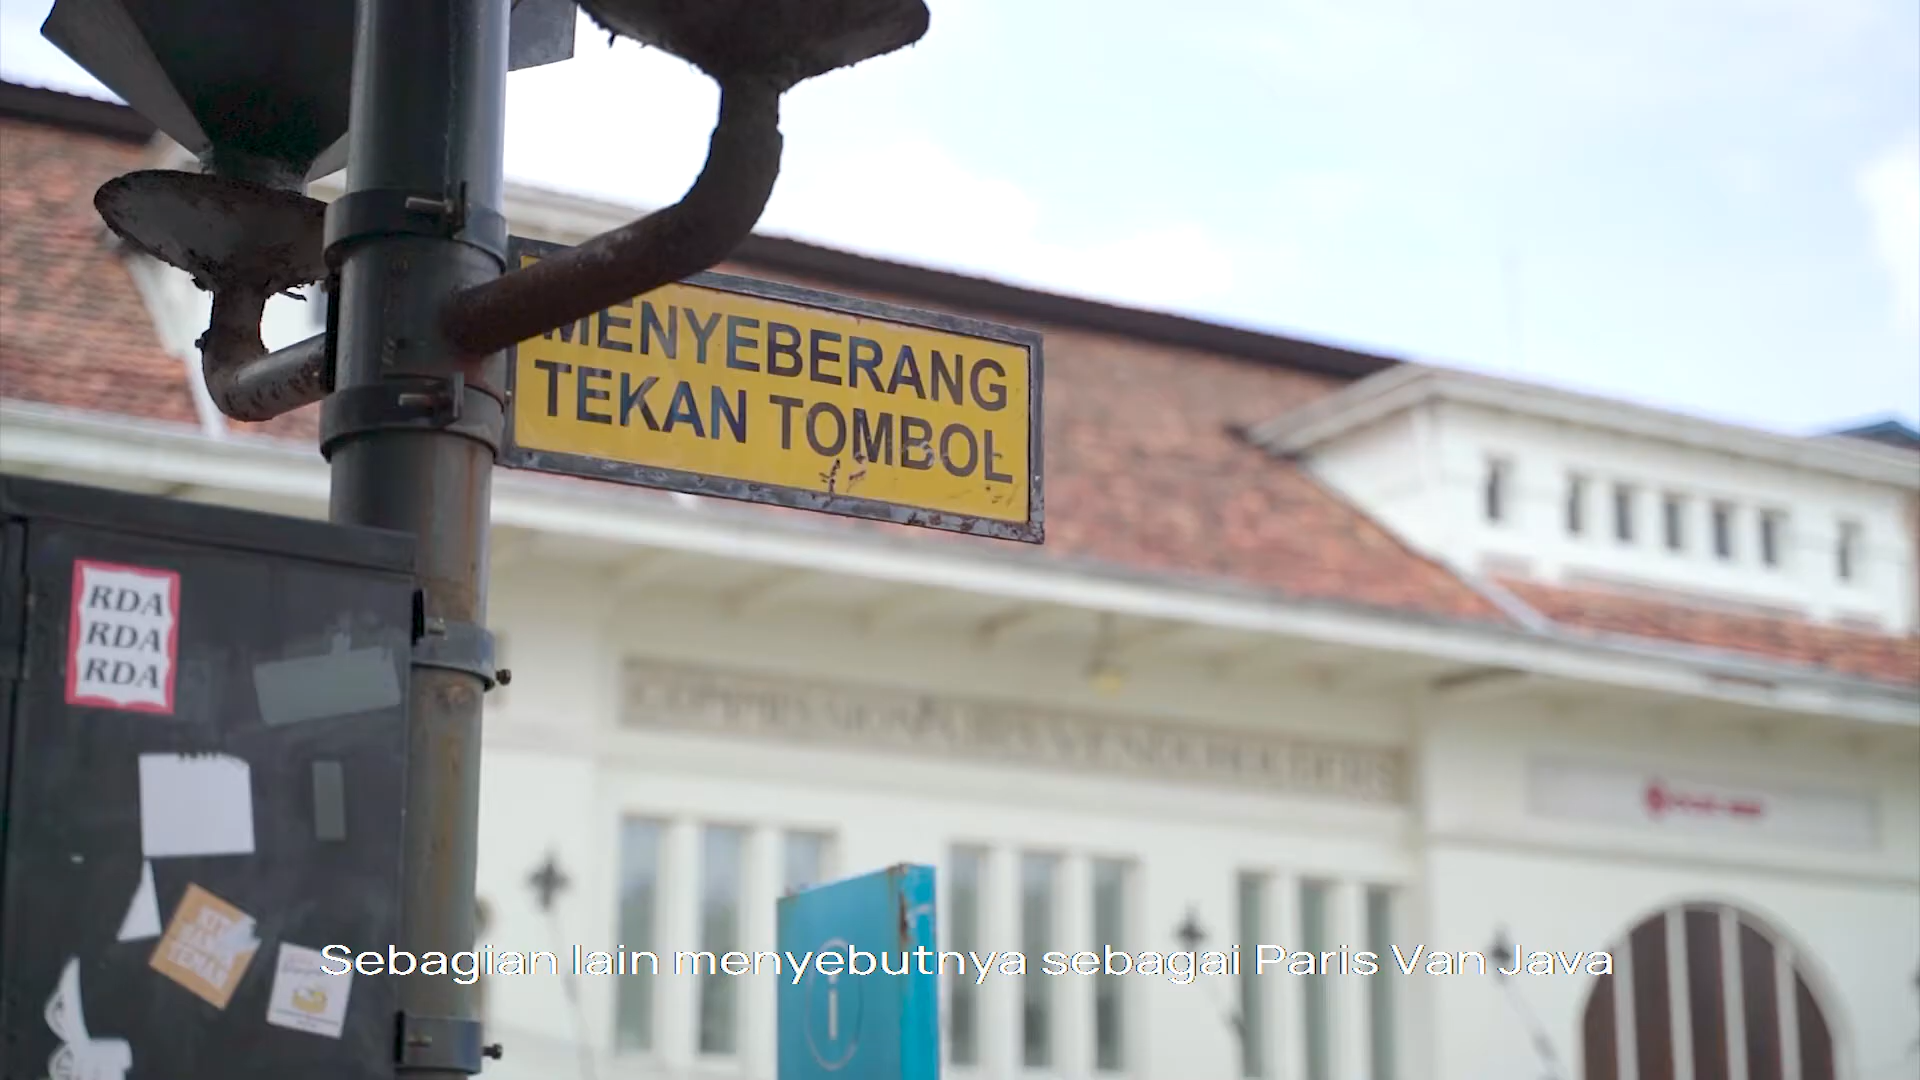 MENYEBERANG
TEKAN TOMBOL
RDA
RDA
RDA
i
Sebagian lain menyebutnya sebagai Paris Van Java